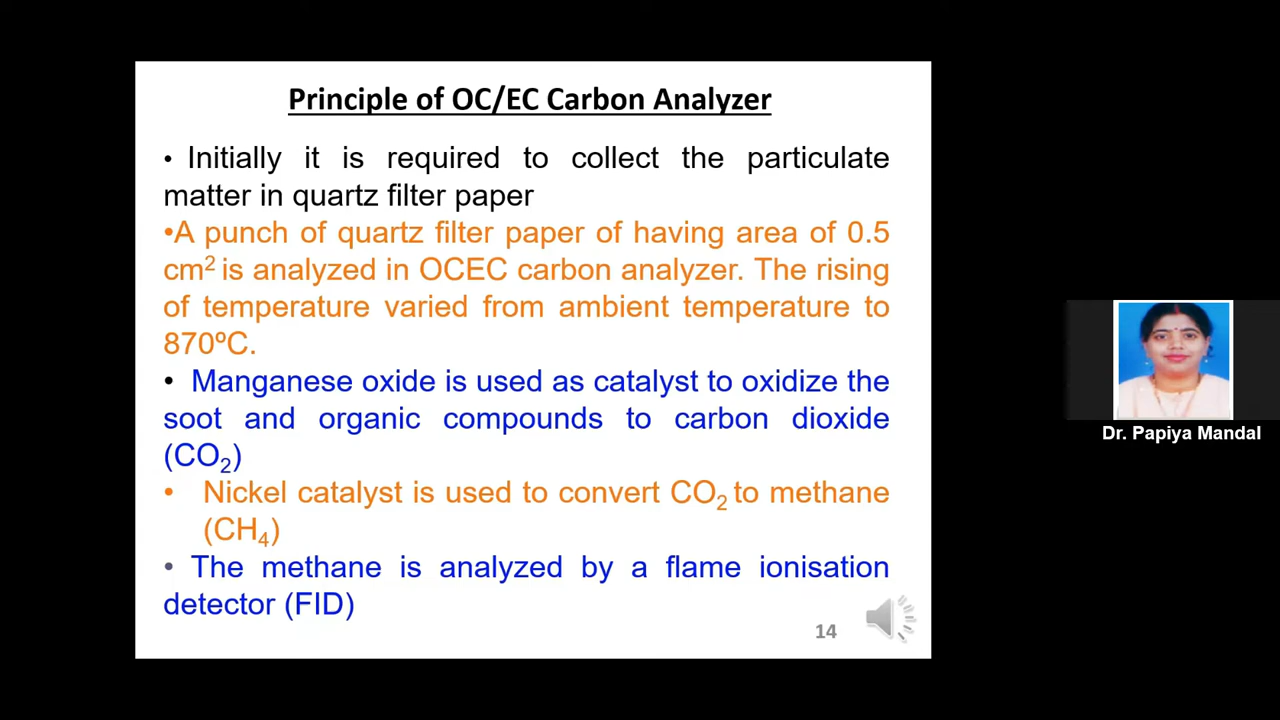 Principle of OC/EC Carbon Analyzer
• Initially it is required to collect the particulate
matter in quartz filter paper
•A punch of quartz filter paper of having area of 0.5
cm² is analyzed in OCEC carbon analyzer. The rising
of temperature varied from ambient temperature to
870ºC.
• Manganese oxide is used as catalyst to oxidize the
soot and organic compounds to carbon dioxide
(CO₂)
• Nickel catalyst is used to convert CO₂ to methane
(CH₄)
• The methane is analyzed by a flame ionisation
detector (FID)
14
Dr. Papiya Mandal